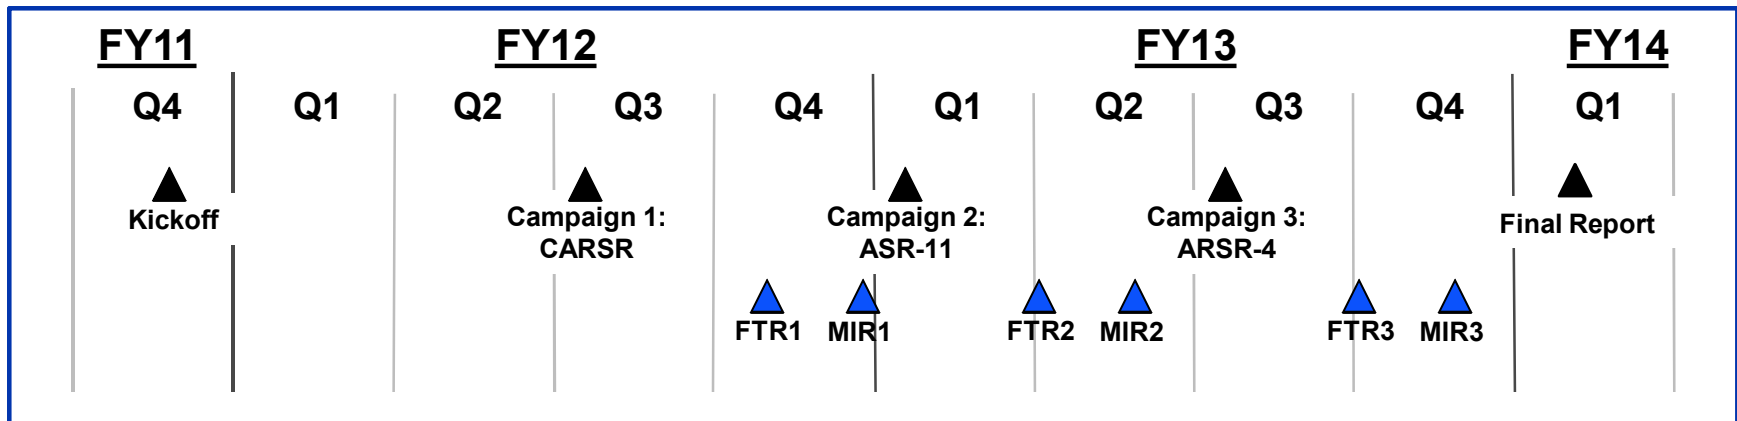 FY11 FY12 FY13 FY14
Q4 Q1 Q2 Q3 Q4 Q1 Q2 Q3 Q4 Q1
Kickoff
Campaign 1:
CARSR
Campaign 2:
ASR-11
Campaign 3:
ARSR-4
Final Report
FTR1 MIR1 FTR2 MIR2 FTR3 MIR3